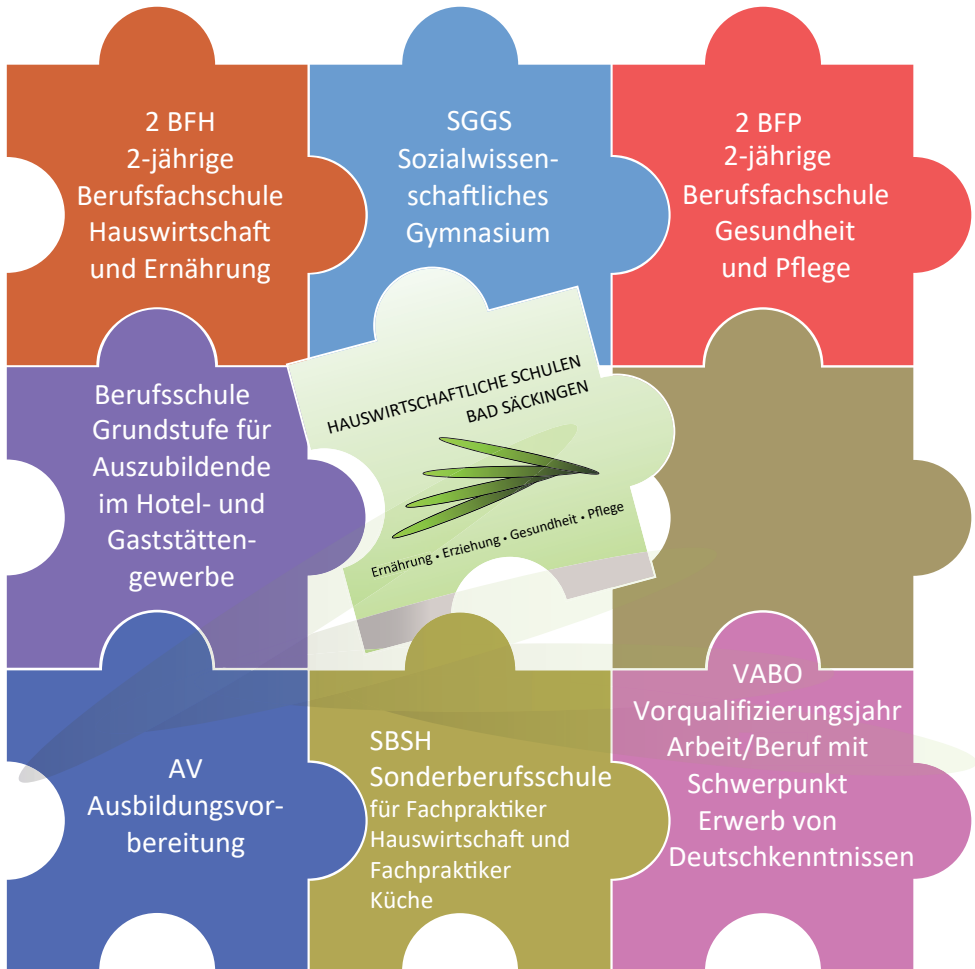 2 BFH
2-jährige
Berufsfachschule
Hauswirtschaft
und Ernährung
SGGS
Sozialwissen-
schaftliches
Gymnasium
2 BFP
2-jährige
Berufsfachschule
Gesundheit
und Pflege
Berufsschule
Grundstufe für
Auszubildende
im Hotel- und
Gaststätten-
gewerbe
HAUSWIRTSCHAFTLICHE SCHULEN
BAD SÄCKINGEN
Ernährung • Erziehung • Gesundheit • Pflege
AV
Ausbildungsvor-
bereitung
SBSH
Sonderberufsschule
für Fachpraktiker
Hauswirtschaft und
Fachpraktiker
Küche
VABO
Vorqualifizierungsjahr
Arbeit/Beruf mit
Schwerpunkt
Erwerb von
Deutschkenntnissen